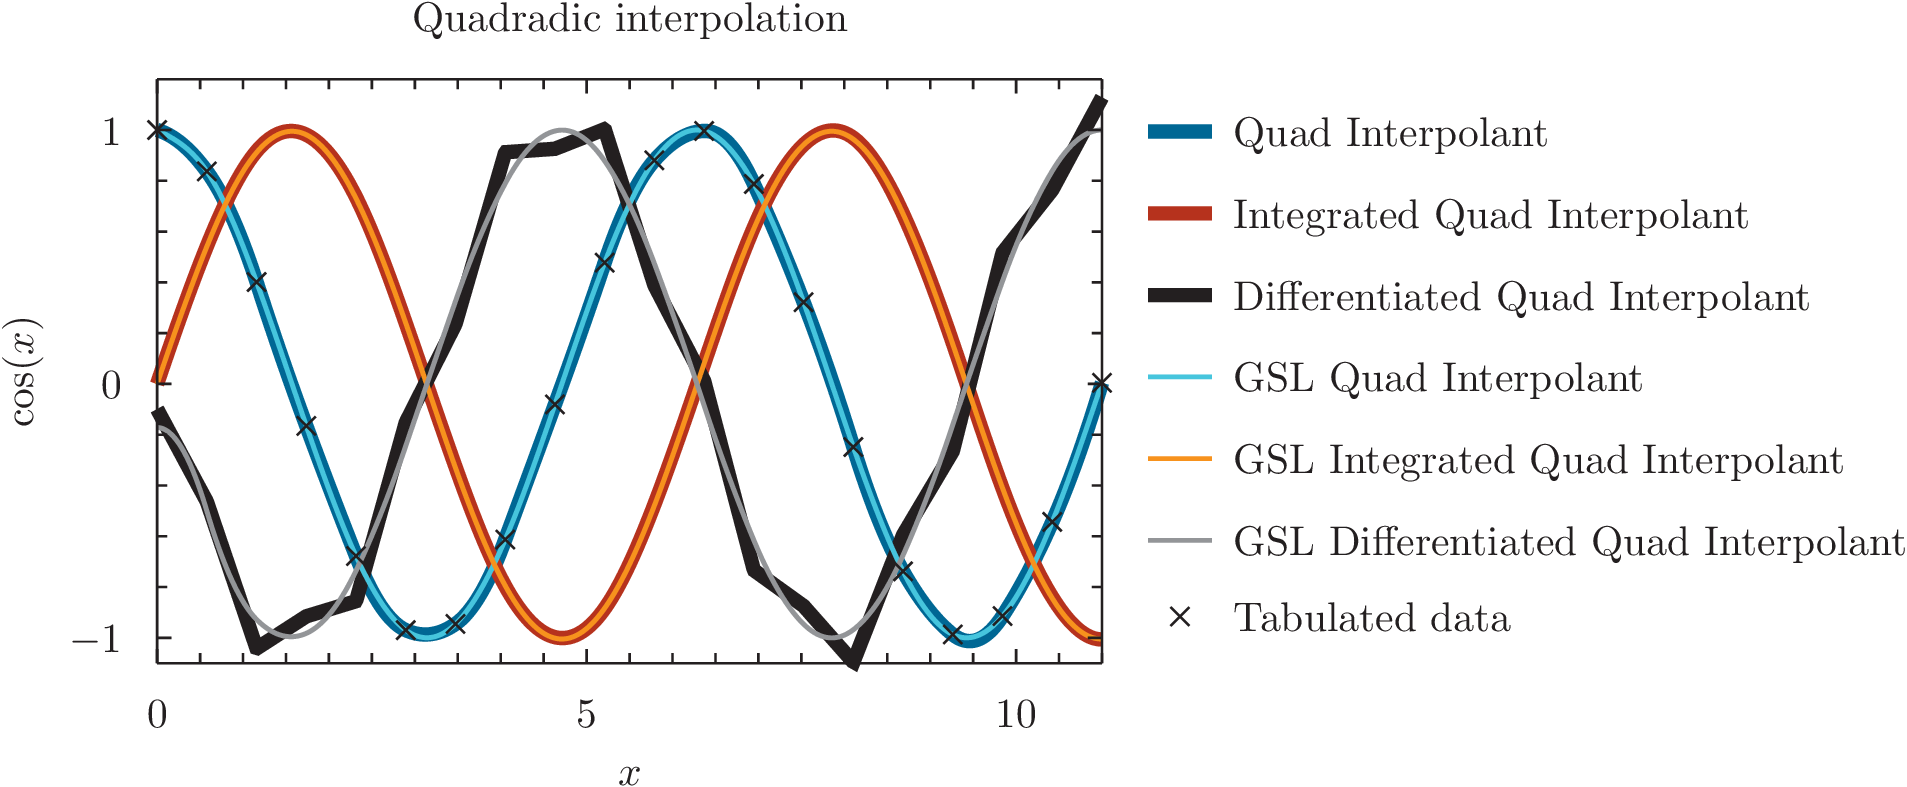 Quadradic interpolation
cos(x)
1
0
−1
0 5 10
x
Quad Interpolant
Integrated Quad Interpolant
Differentiated Quad Interpolant
GSL Quad Interpolant
GSL Integrated Quad Interpolant
GSL Differentiated Quad Interpolant
Tabulated data